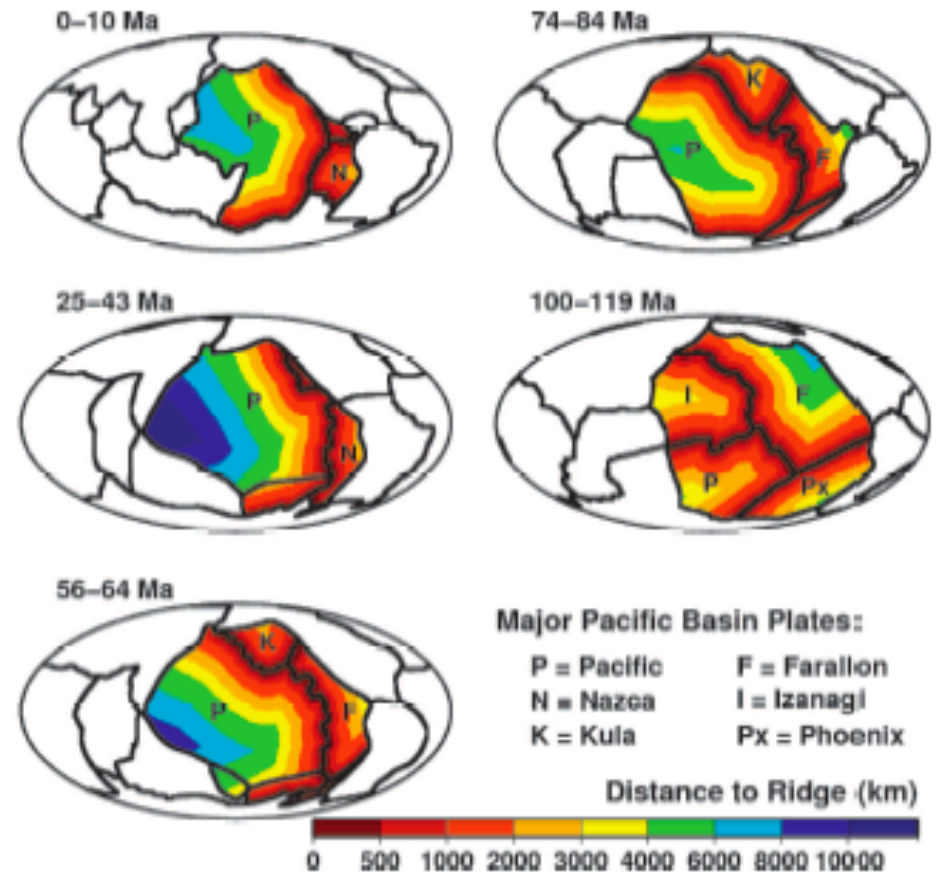 0–10 Ma
P
N
74–84 Ma
K
P
F
25–43 Ma
P
N
100–119 Ma
I
F
P
Px
56–64 Ma
K
P
F
Major Pacific Basin Plates:
P = Pacific F = Farallon
N = Nazca I = Izanagi
K = Kula Px = Phoenix
Distance to Ridge (km)
0 500 1000 2000 3000 4000 6000 8000 10000